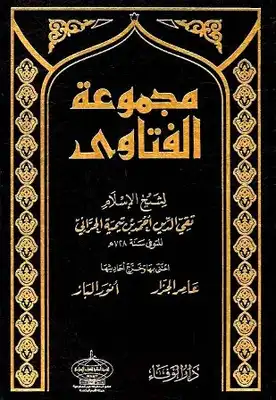 مجموعة
الفتاوى
لشيخ الإسلام
تقي الدين أحمد بن تيمية الحراني
المتوفى سنة ٧٢٨ هـ
اعتنى بها وخرج أحاديثها
عامر الجزار
أنور الباز
دار الوفاء